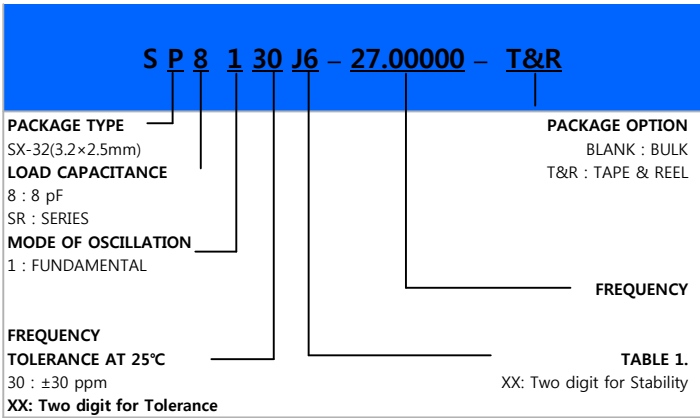 S P 8 1 30 J6 – 27.00000 – T&R
PACKAGE TYPE
SX-32(3.2×2.5mm)
LOAD CAPACITANCE
8 : 8 pF
SR : SERIES
MODE OF OSCILLATION
1 : FUNDAMENTAL
FREQUENCY
TOLERANCE AT 25℃
30 : ±30 ppm
XX: Two digit for Tolerance
PACKAGE OPTION
BLANK : BULK
T&R : TAPE & REEL
FREQUENCY
TABLE 1.
XX: Two digit for Stability